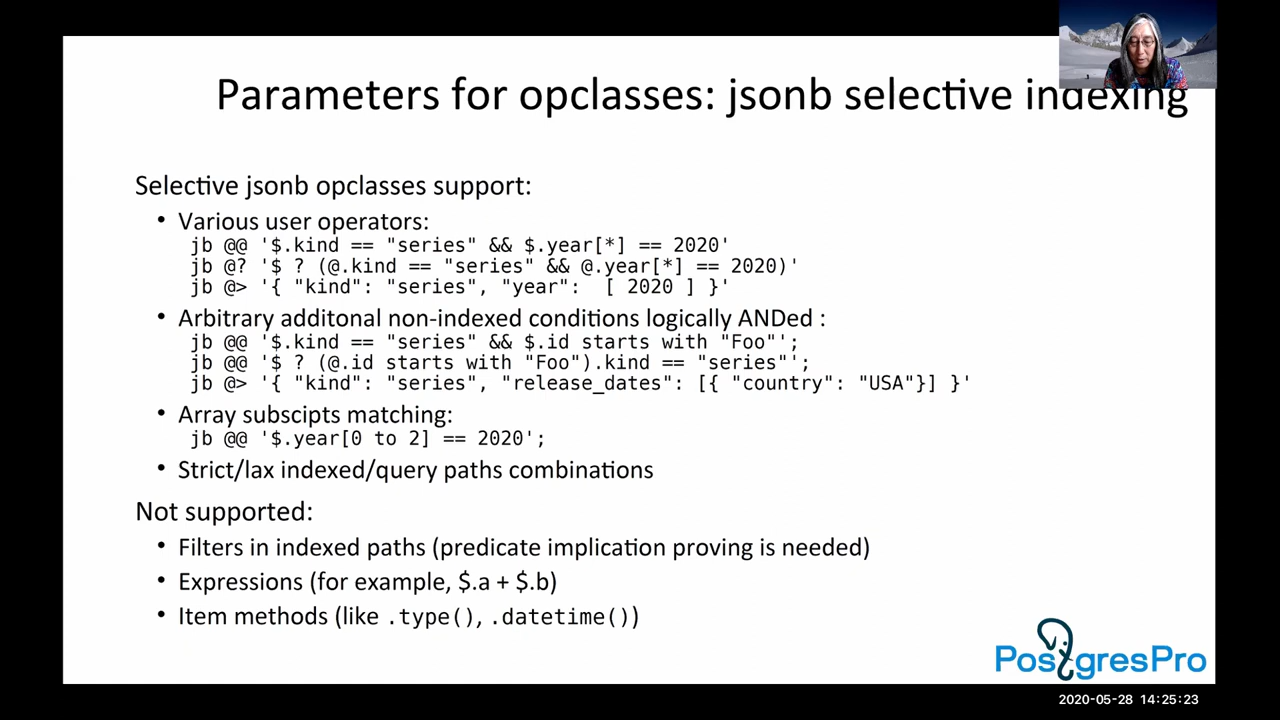 Parameters for opclasses: jsonb selective indexing
Selective jsonb opclasses support:
• Various user operators:
jb @@ '$.kind == "series" && $.year[*] == 2020'
jb @? '$ ? (@.kind == "series" && @.year[*] == 2020)'
jb @> '{ "kind": "series", "year":  [ 2020 ] }'
• Arbitrary additonal non-indexed conditions logically ANDed :
jb @@ '$.kind == "series" && $.id starts with "Foo"';
jb @@ '$ ? (@.id starts with "Foo").kind == "series"';
jb @> '{ "kind": "series", "release_dates": [{ "country": "USA"}] }'
• Array subscipts matching:
jb @@ '$.year[0 to 2] == 2020';
• Strict/lax indexed/query paths combinations
Not supported:
• Filters in indexed paths (predicate implication proving is needed)
• Expressions (for example, $.a + $.b)
• Item methods (like .type(), .datetime())
PostgresPro
2020-05-28 14:25:23